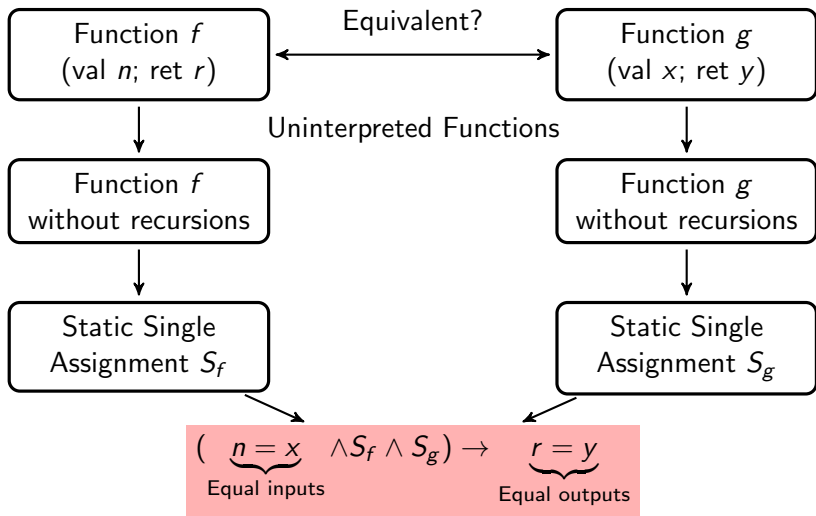 Function f
(val n; ret r)
Equivalent?
Function g
(val x; ret y)
Uninterpreted Functions
Function f
without recursions
Function g
without recursions
Static Single
Assignment S_f
Static Single
Assignment S_g
( n = x ∧S_f ∧ S_g) → r = y
Equal inputs
Equal outputs